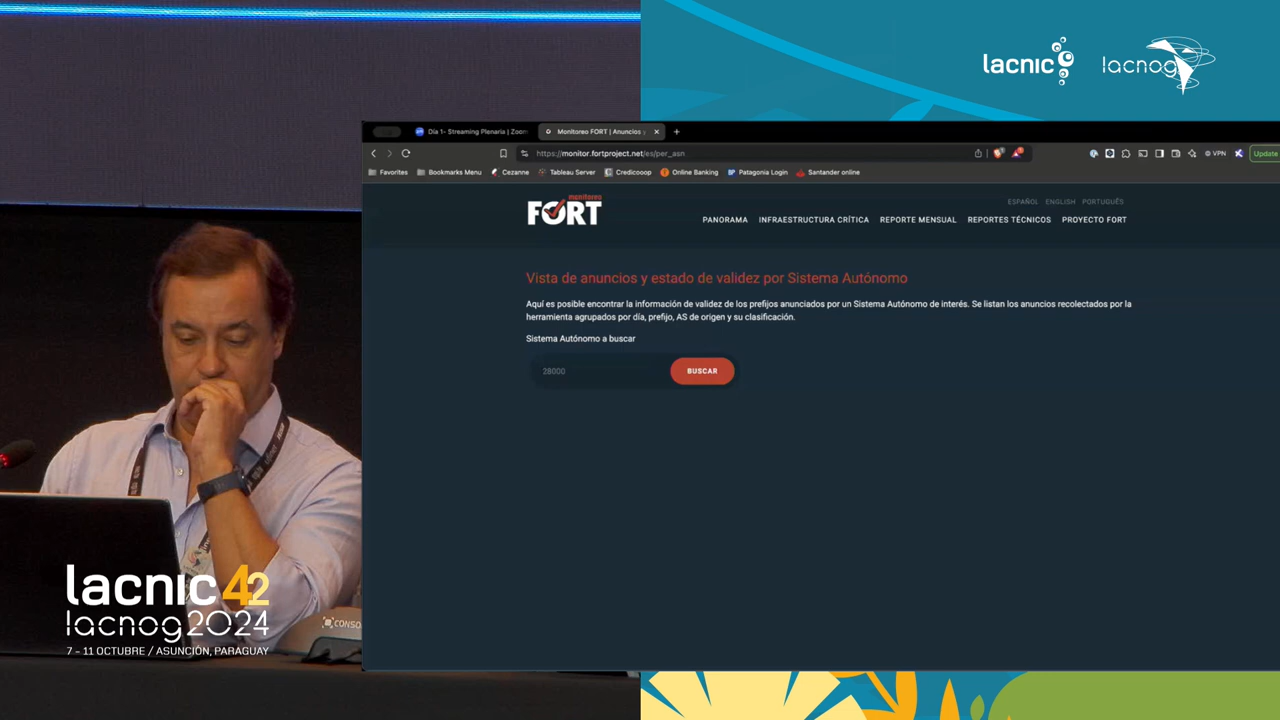 lacnic
lacnog
Día 1- Streaming Plenaria | Zoom
Monitoreo FORT | Anuncios
https://monitor.fortproject.net/es/per_asn
VPN
Update
Favorites
Bookmarks Menu
Cezanne
Tableau Server
Credicooop
Online Banking
Patagonia Login
Santander online
monitoreo
FORT
ESPAÑOL ENGLISH PORTUGUÊS
PANORAMA INFRAESTRUCTURA CRÍTICA REPORTE MENSUAL REPORTES TÉCNICOS PROYECTO FORT
Vista de anuncios y estado de validez por Sistema Autónomo
Aquí es posible encontrar la información de validez de los prefijos anunciados por un Sistema Autónomo de interés. Se listan los anuncios recolectados por la
herramienta agrupados por día, prefijo, AS de origen y su clasificación.
Sistema Autónomo a buscar
28000
BUSCAR
lacnic 42
lacnog2024
7 - 11 OCTUBRE / ASUNCIÓN, PARAGUAY